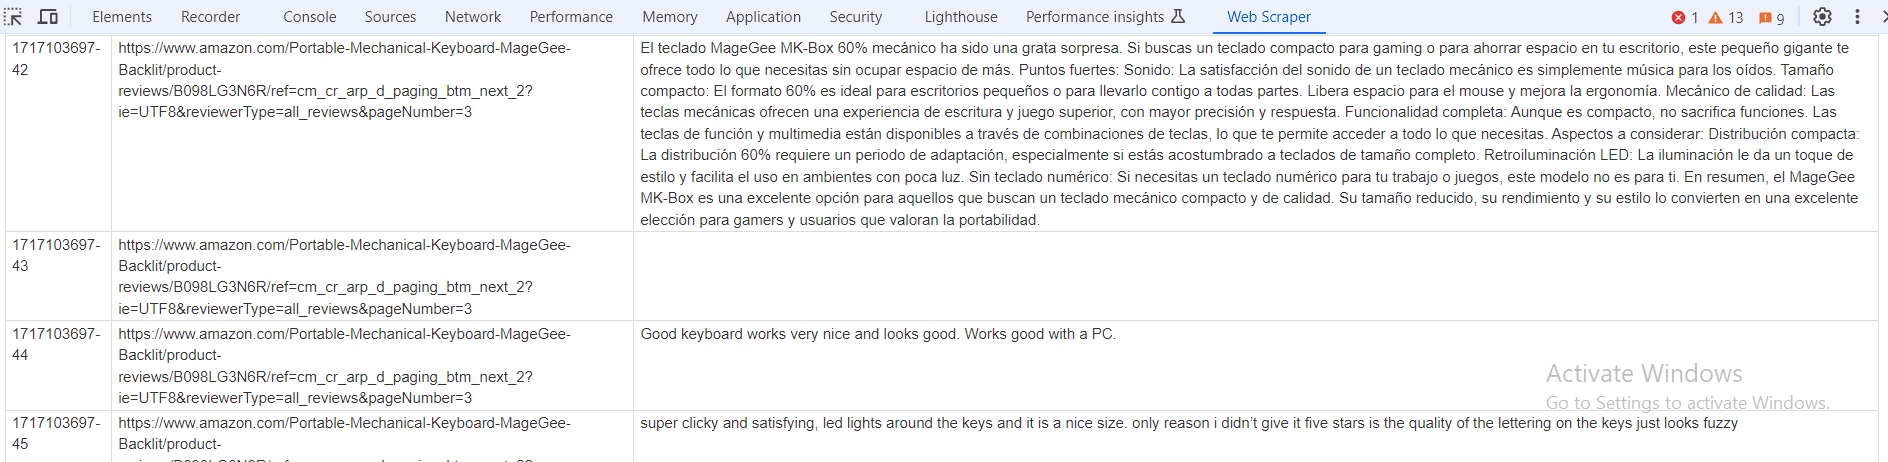 Elements Recorder Console Sources Network Performance Memory Application Security Lighthouse Performance insights Web Scraper 1 13 9
1717103697-
42
https://www.amazon.com/Portable-Mechanical-Keyboard-MageGee-
Backlit/product-
reviews/B098LG3N6R/ref=cm_cr_arp_d_paging_btm_next_2?
ie=UTF8&reviewerType=all_reviews&pageNumber=3
El teclado MageGee MK-Box 60% mecánico ha sido una grata sorpresa. Si buscas un teclado compacto para gaming o para ahorrar espacio en tu escritorio, este pequeño gigante te
ofrece todo lo que necesitas sin ocupar espacio de más. Puntos fuertes: Sonido: La satisfacción del sonido de un teclado mecánico es simplemente música para los oídos. Tamaño
compacto: El formato 60% es ideal para escritorios pequeños o para llevarlo contigo a todas partes. Libera espacio para el mouse y mejora la ergonomía. Mecánico de calidad: Las
teclas mecánicas ofrecen una experiencia de escritura y juego superior, con mayor precisión y respuesta. Funcionalidad completa: Aunque es compacto, no sacrifica funciones. Las
teclas de función y multimedia están disponibles a través de combinaciones de teclas, lo que te permite acceder a todo lo que necesitas. Aspectos a considerar: Distribución compacta:
La distribución 60% requiere un periodo de adaptación, especialmente si estás acostumbrado a teclados de tamaño completo. Retroiluminación LED: La iluminación le da un toque de
estilo y facilita el uso en ambientes con poca luz. Sin teclado numérico: Si necesitas un teclado numérico para tu trabajo o juegos, este modelo no es para ti. En resumen, el MageGee
MK-Box es una excelente opción para aquellos que buscan un teclado mecánico compacto y de calidad. Su tamaño reducido, su rendimiento y su estilo lo convierten en una excelente
elección para gamers y usuarios que valoran la portabilidad.
1717103697-
43
https://www.amazon.com/Portable-Mechanical-Keyboard-MageGee-
Backlit/product-
reviews/B098LG3N6R/ref=cm_cr_arp_d_paging_btm_next_2?
ie=UTF8&reviewerType=all_reviews&pageNumber=3
1717103697-
44
https://www.amazon.com/Portable-Mechanical-Keyboard-MageGee-
Backlit/product-
reviews/B098LG3N6R/ref=cm_cr_arp_d_paging_btm_next_2?
ie=UTF8&reviewerType=all_reviews&pageNumber=3
Good keyboard works very nice and looks good. Works good with a PC.
Activate Windows
Go to Settings to activate Windows.
1717103697-
45
https://www.amazon.com/Portable-Mechanical-Keyboard-MageGee-
Backlit/product-
super clicky and satisfying, led lights around the keys and it is a nice size. only reason i didn't give it five stars is the quality of the lettering on the keys just looks fuzzy